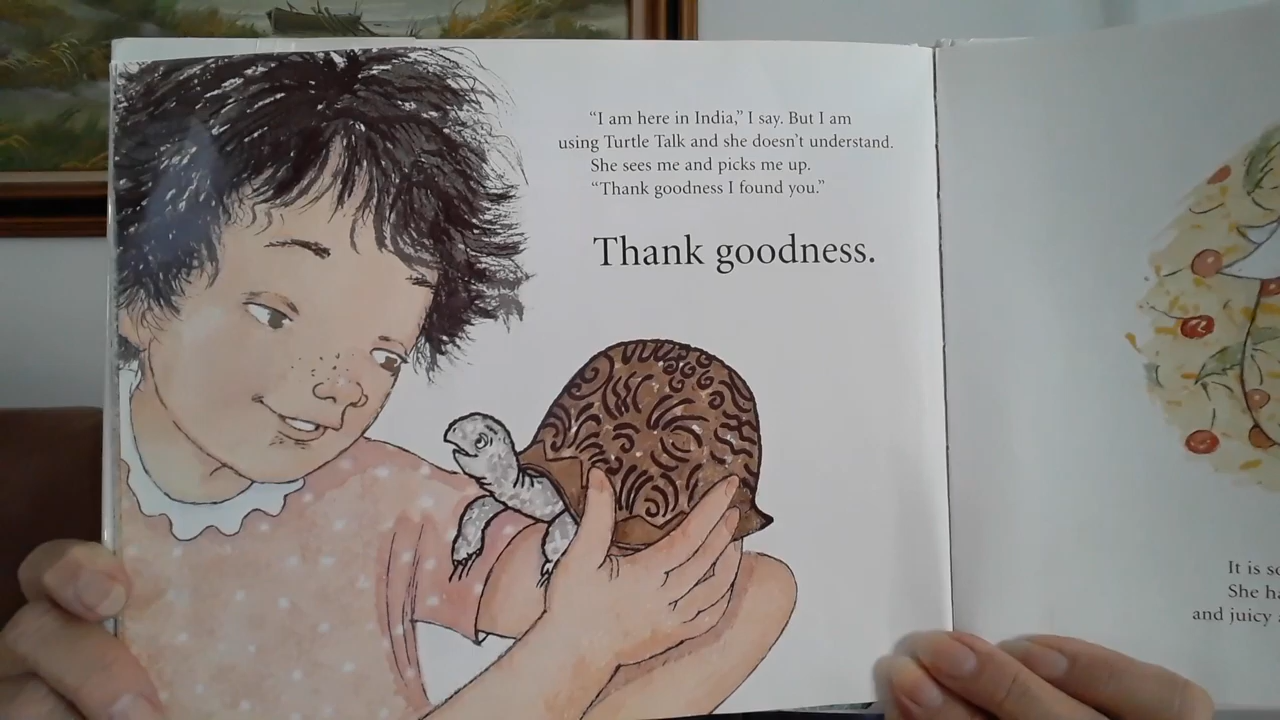 “I am here in India,” I say. But I am
using Turtle Talk and she doesn’t understand.
She sees me and picks me up.
“Thank goodness I found you.”
Thank goodness.
It is
She
and juicy